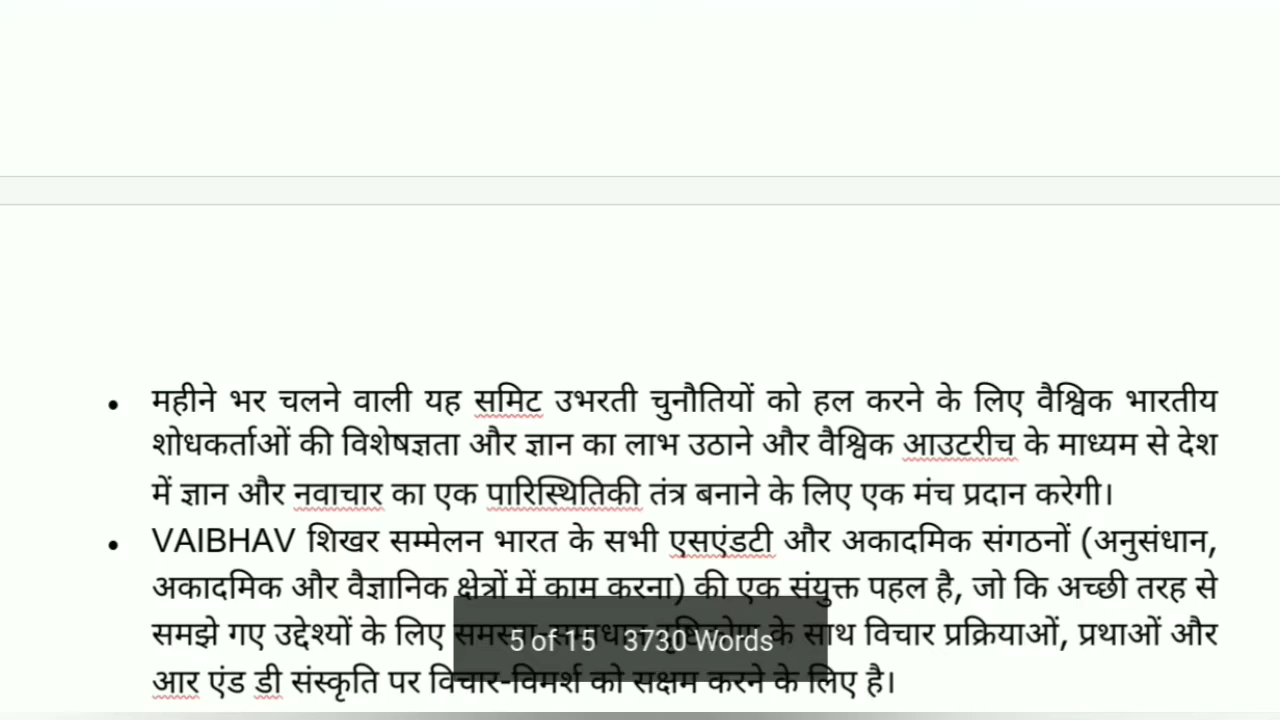 • महीने भर चलने वाली यह समिट उभरती चुनौतियों को हल करने के लिए वैश्विक भारतीय
शोधकर्ताओं की विशेषज्ञता और ज्ञान का लाभ उठाने और वैश्विक आउटरीच के माध्यम से देश
में ज्ञान और नवाचार का एक पारिस्थितिकी तंत्र बनाने के लिए एक मंच प्रदान करेगी।
• VAIBHAV शिखर सम्मेलन भारत के सभी एसएंडटी और अकादमिक संगठनों (अनुसंधान,
अकादमिक और वैज्ञानिक क्षेत्रों में काम करना) की एक संयुक्त पहल है, जो कि अच्छी तरह से
समझे गए उद्देश्यों के लिए समस्या-समाधान दृष्टिकोण के साथ विचार प्रक्रियाओं, प्रथाओं और
5 of 15 3730 Words
आर एंड डी संस्कृति पर विचार-विमर्श को सक्षम करने के लिए है।